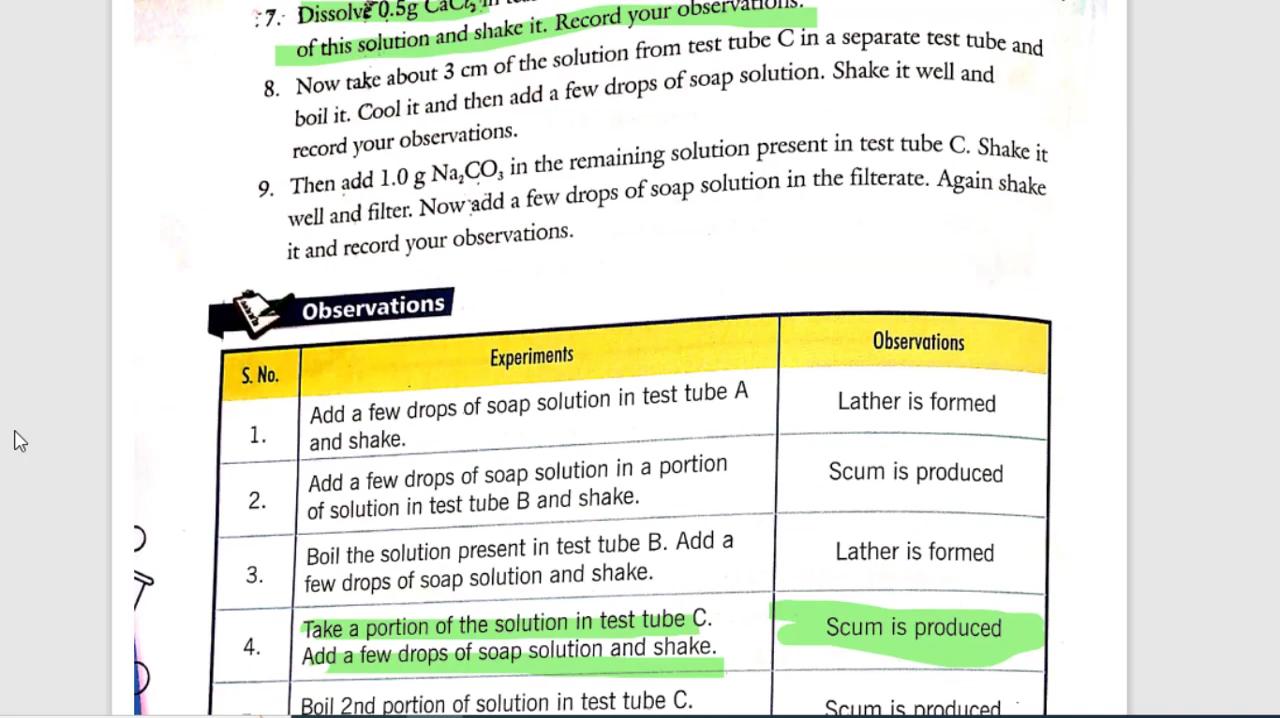 7. Dissolve 0.5g CaCl₂ in
of this solution and shake it. Record your observations.
8. Now take about 3 cm of the solution from test tube C in a separate test tube and
boil it. Cool it and then add a few drops of soap solution. Shake it well and
record your observations.
9. Then add 1.0 g Na₂CO₃ in the remaining solution present in test tube C. Shake it
well and filter. Now add a few drops of soap solution in the filterate. Again shake
it and record your observations.
Observations
S. No. Experiments Observations
1. Add a few drops of soap solution in test tube A
and shake. Lather is formed
2. Add a few drops of soap solution in a portion
of solution in test tube B and shake. Scum is produced
3. Boil the solution present in test tube B. Add a
few drops of soap solution and shake. Lather is formed
4. Take a portion of the solution in test tube C.
Add a few drops of soap solution and shake. Scum is produced
Boil 2nd portion of solution in test tube C. Scum is produced